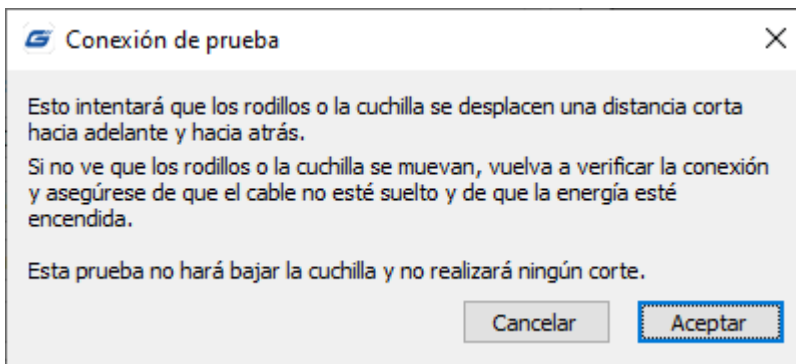 Conexión de prueba
Esto intentará que los rodillos o la cuchilla se desplacen una distancia corta
hacia adelante y hacia atrás.
Si no ve que los rodillos o la cuchilla se muevan, vuelva a verificar la conexión
y asegúrese de que el cable no esté suelto y de que la energía esté
encendida.
Esta prueba no hará bajar la cuchilla y no realizará ningún corte.
Cancelar
Aceptar